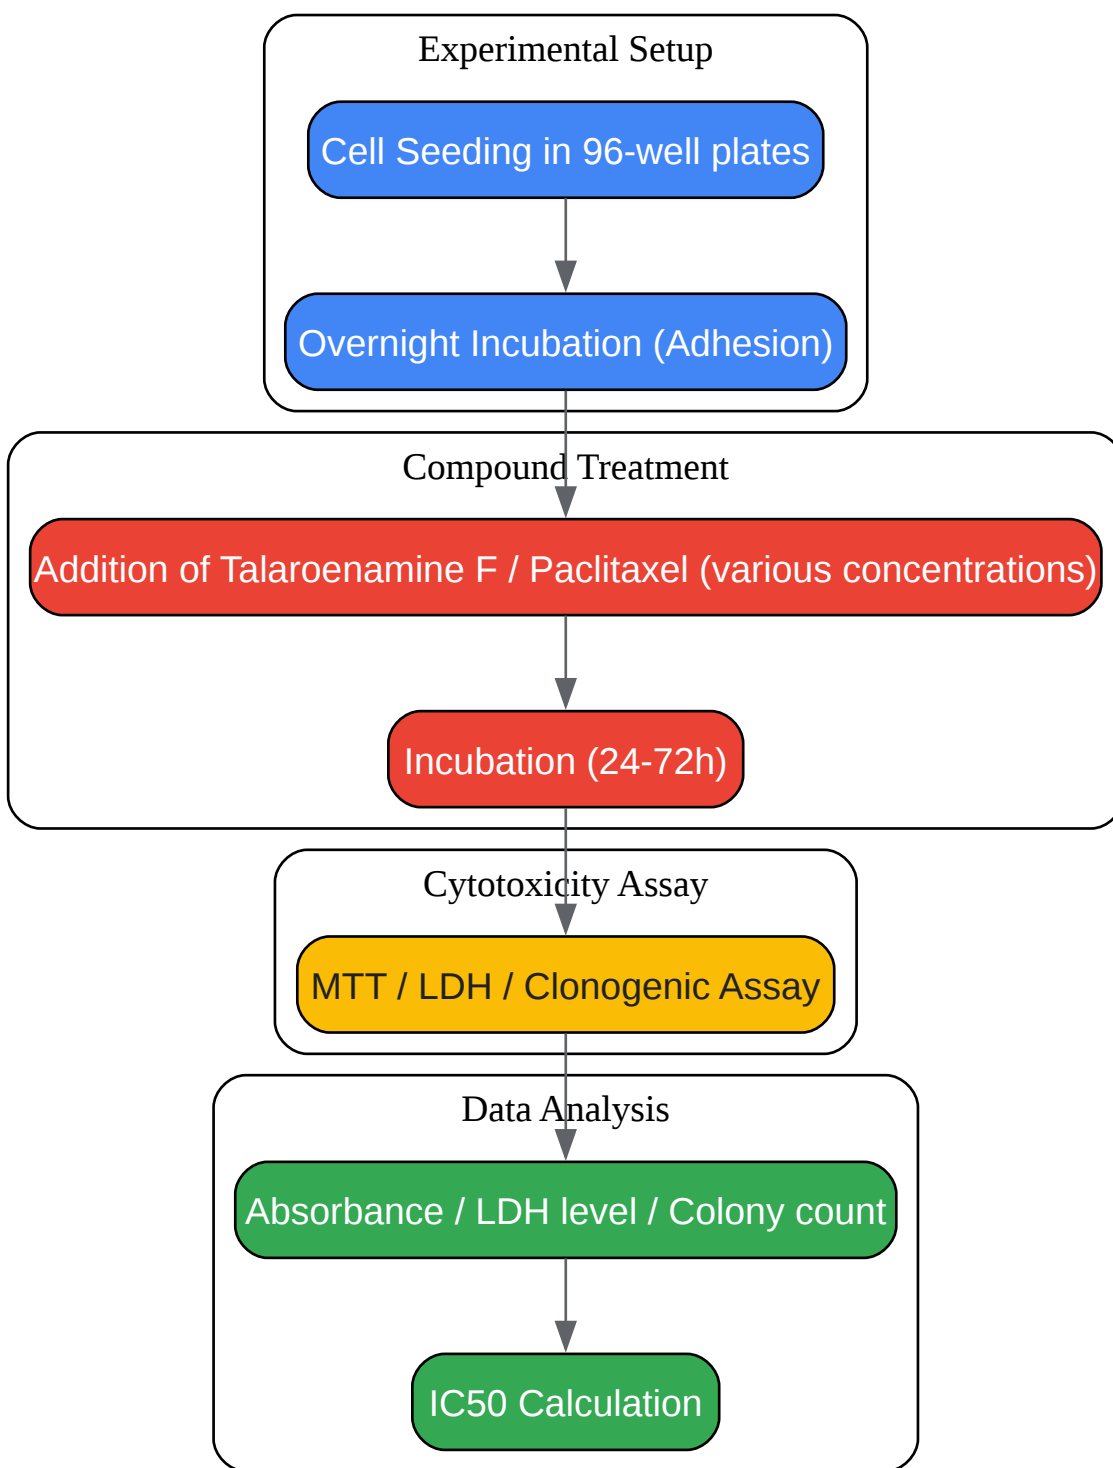 Experimental Setup
Cell Seeding in 96-well plates
Overnight Incubation (Adhesion)
Compound Treatment
Addition of Talaroenamine F / Paclitaxel (various concentrations)
Incubation (24-72h)
Cytotoxicity Assay
MTT / LDH / Clonogenic Assay
Data Analysis
Absorbance / LDH level / Colony count
IC50 Calculation